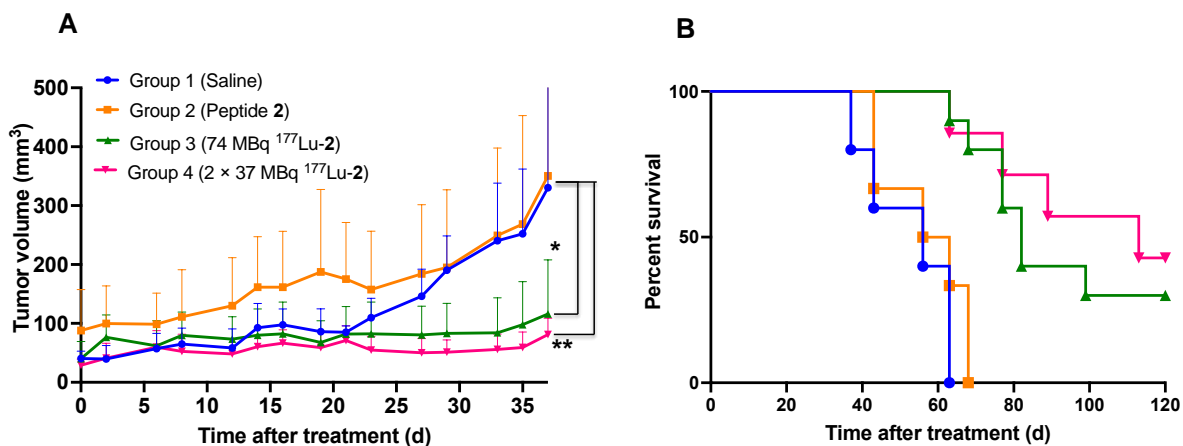 A
Group 1 (Saline)
Group 2 (Peptide 2)
Group 3 (74 MBq ¹⁷⁷Lu-2)
Group 4 (2 × 37 MBq ¹⁷⁷Lu-2)
Tumor volume (mm³)
500
400
300
200
100
0
*
**
0 5 10 15 20 25 30 35
Time after treatment (d)
B
Percent survival
100
50
0
0 20 40 60 80 100 120
Time after treatment (d)